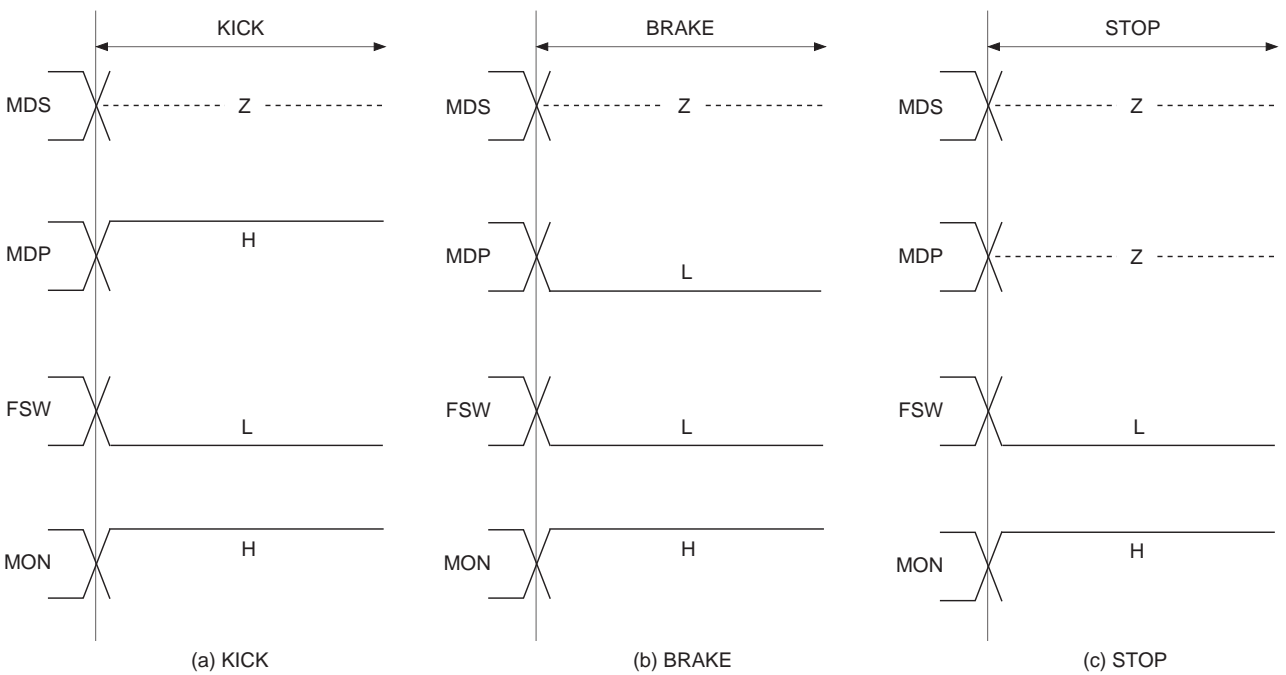 KICK
MDS
Z
MDP
H
FSW
L
MON
H
(a) KICK
BRAKE
MDS
Z
MDP
L
FSW
L
MON
H
(b) BRAKE
STOP
MDS
Z
MDP
Z
FSW
L
MON
H
(c) STOP